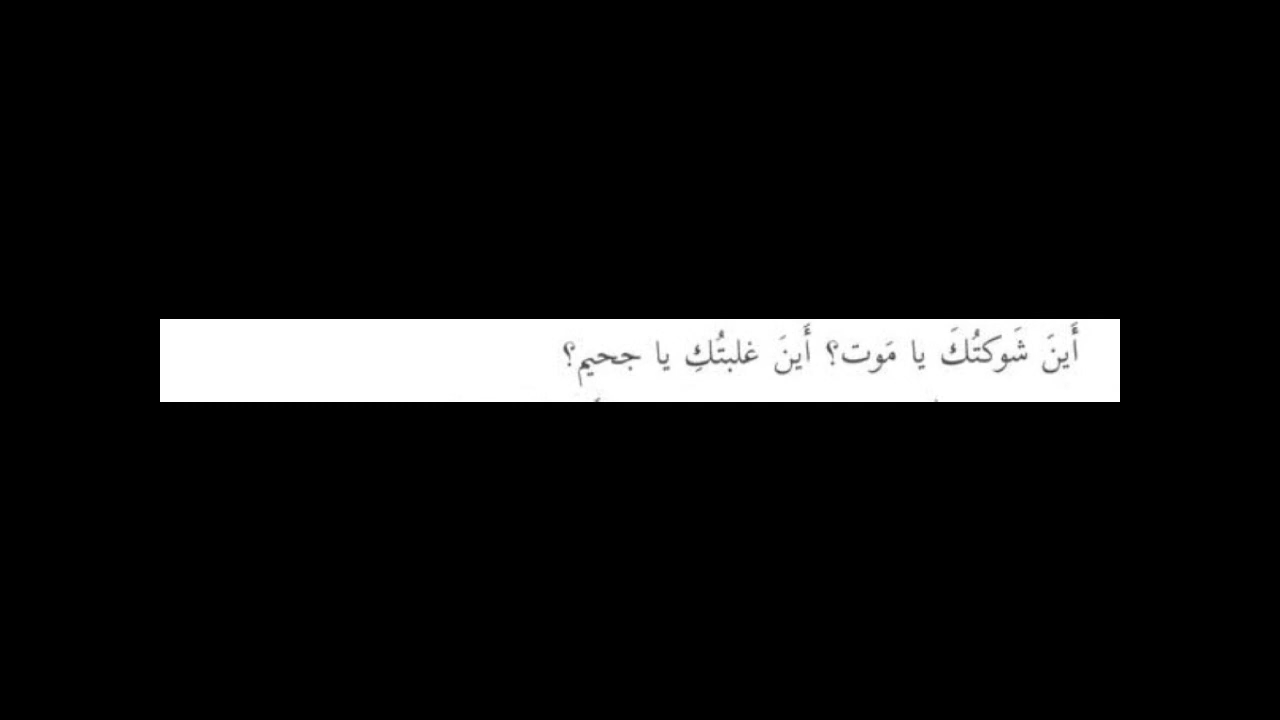 أَينَ شَوكتُكَ يا مَوت؟ أَينَ غلبتُكِ يا جحيم؟